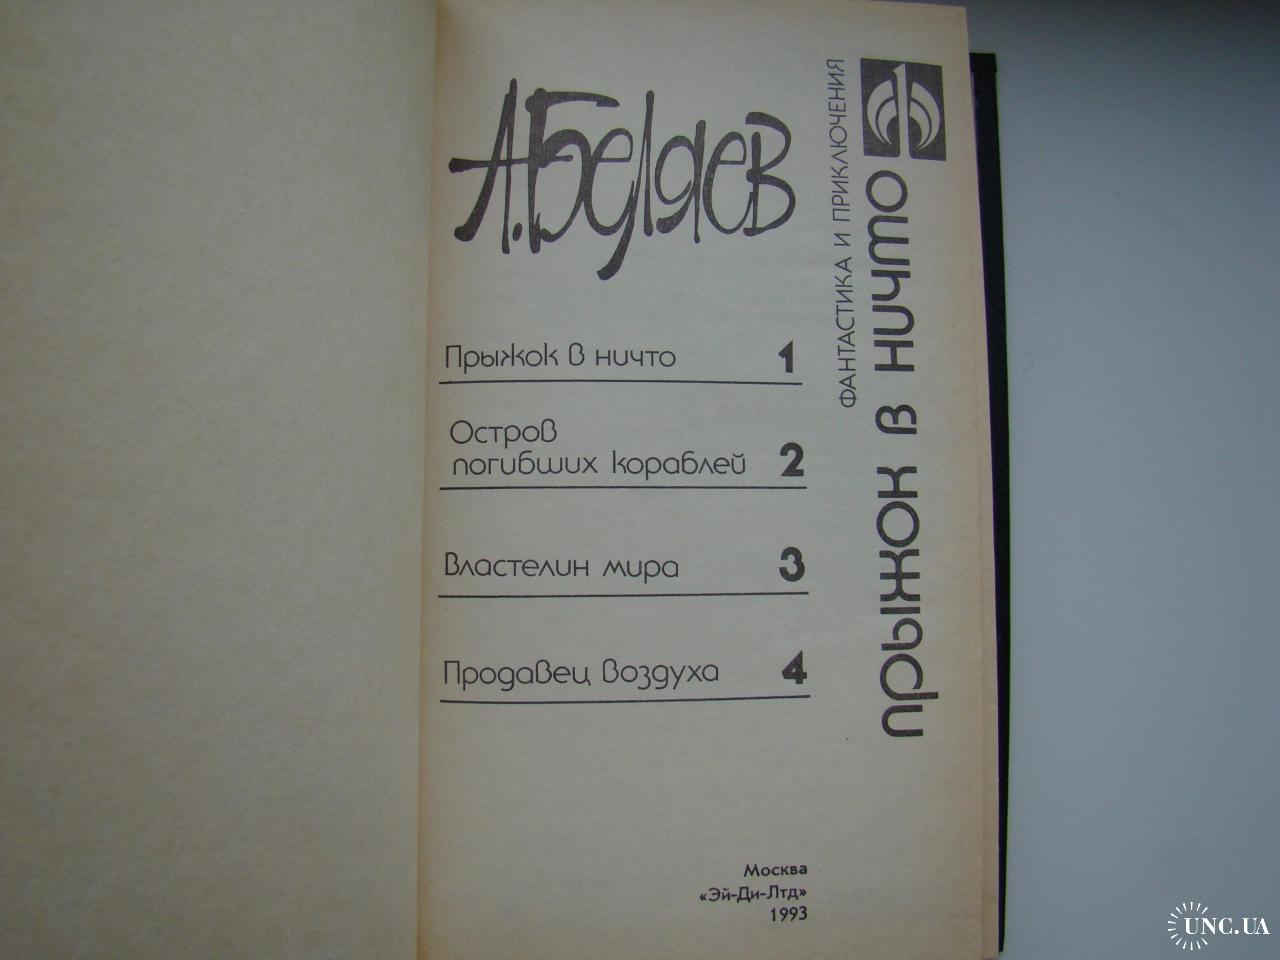 А. Беляев
Прыжок в ничто 1
Остров
погибших кораблей 2
Властелин мира 3
Продавец воздуха 4
ФАНТАСТИКА И ПРИКЛЮЧЕНИЯ
ПРЫЖОК В НИЧТО
Москва
«Эй-Ди-Лтд»
1993
UNC.UA